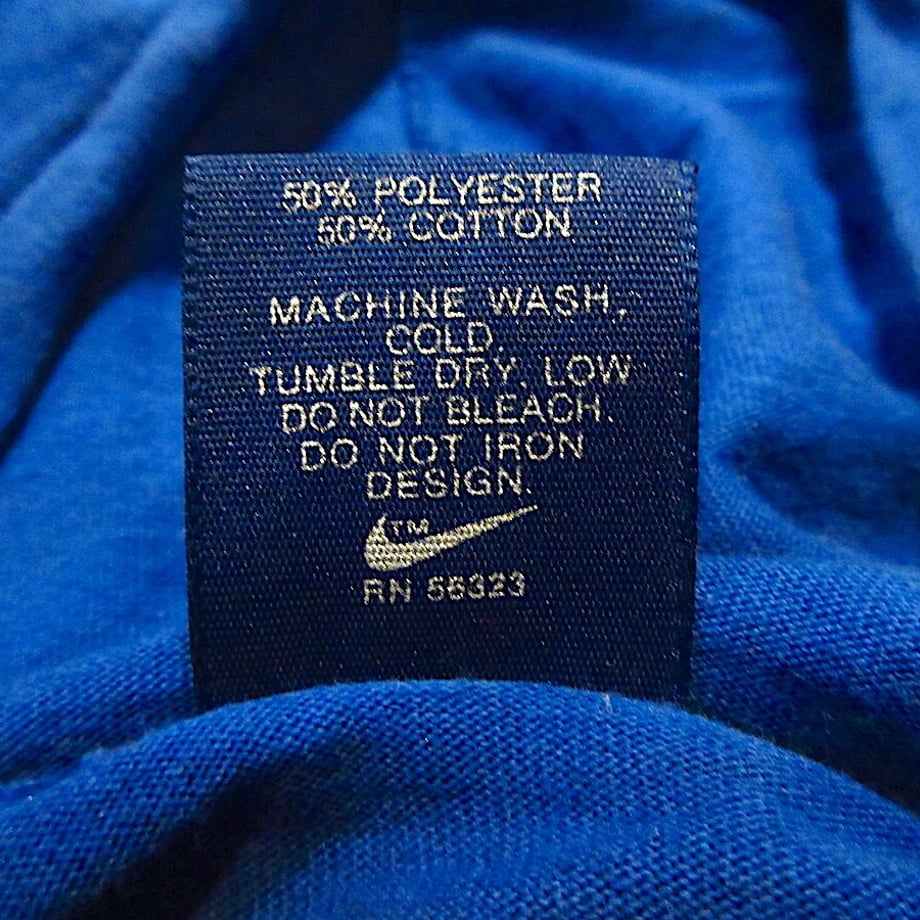 50% POLYESTER
50% COTTON
MACHINE WASH,
COLD
TUMBLE DRY, LOW
DO NOT BLEACH.
DO NOT IRON
DESIGN.
TM
RN 56323